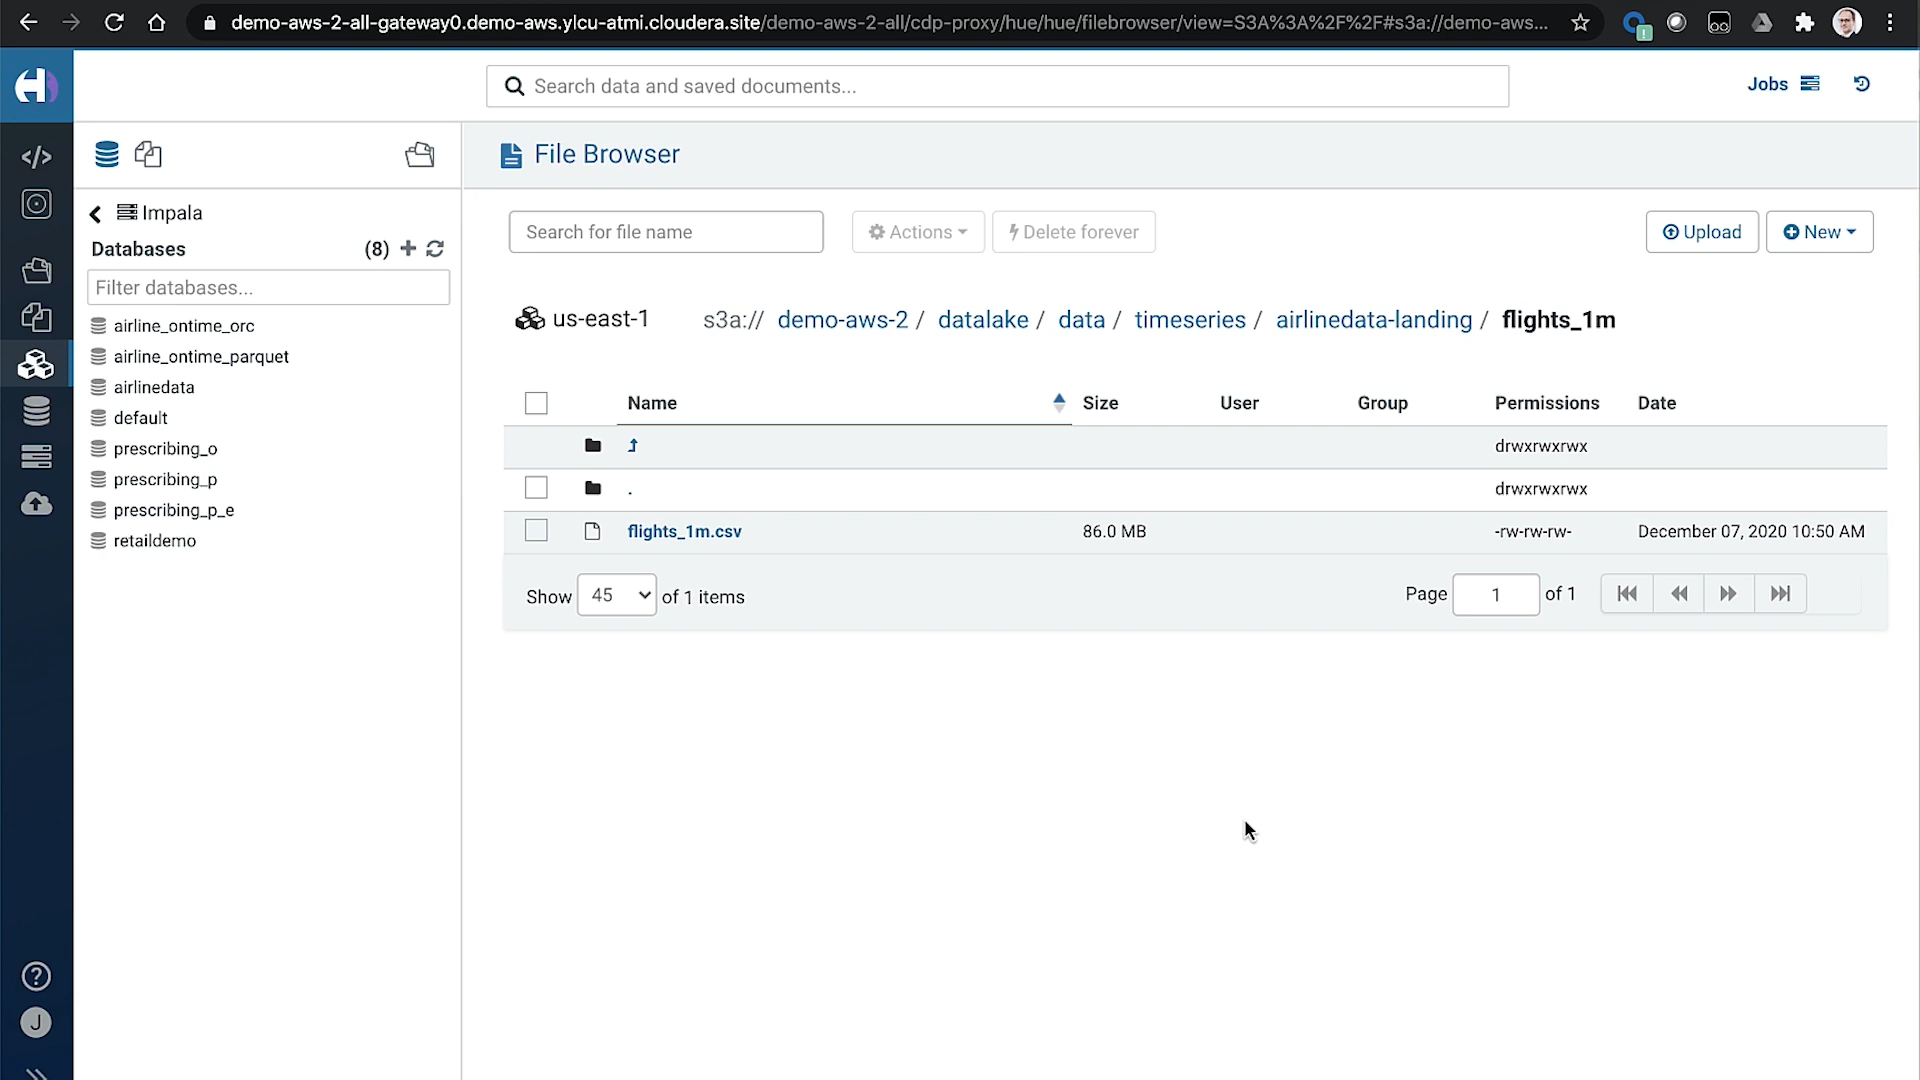 demo-aws-2-all-gateway0.demo-aws.ylcu-atmi.cloudera.site/demo-aws-2-all/cdp-proxy/hue/hue/filebrowser/view=S3A%3A%2F%2F#s3a://demo-aws...
Search data and saved documents...
Jobs
File Browser
Impala
Databases (8)
Filter databases...
airline_ontime_orc
airline_ontime_parquet
airlinedata
default
prescribing_o
prescribing_p
prescribing_p_e
retaildemo
Search for file name Actions Delete forever Upload New
us-east-1 s3a:// demo-aws-2 / datalake / data / timeseries / airlinedata-landing / flights_1m
Name Size User Group Permissions Date
drwxrwxrwx
. drwxrwxrwx
flights_1m.csv 86.0 MB -rw-rw-rw- December 07, 2020 10:50 AM
Show 45 of 1 items Page 1 of 1
J